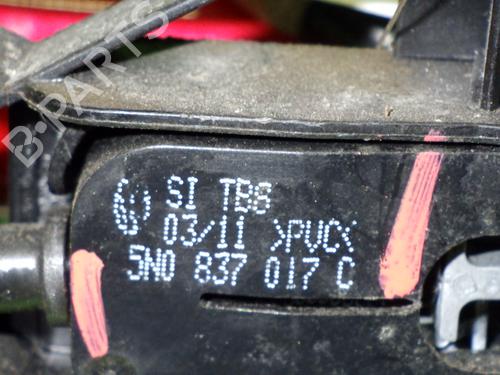 B-PARTS
SI TB8
03/11 >PVC<
5N0 837 017 C